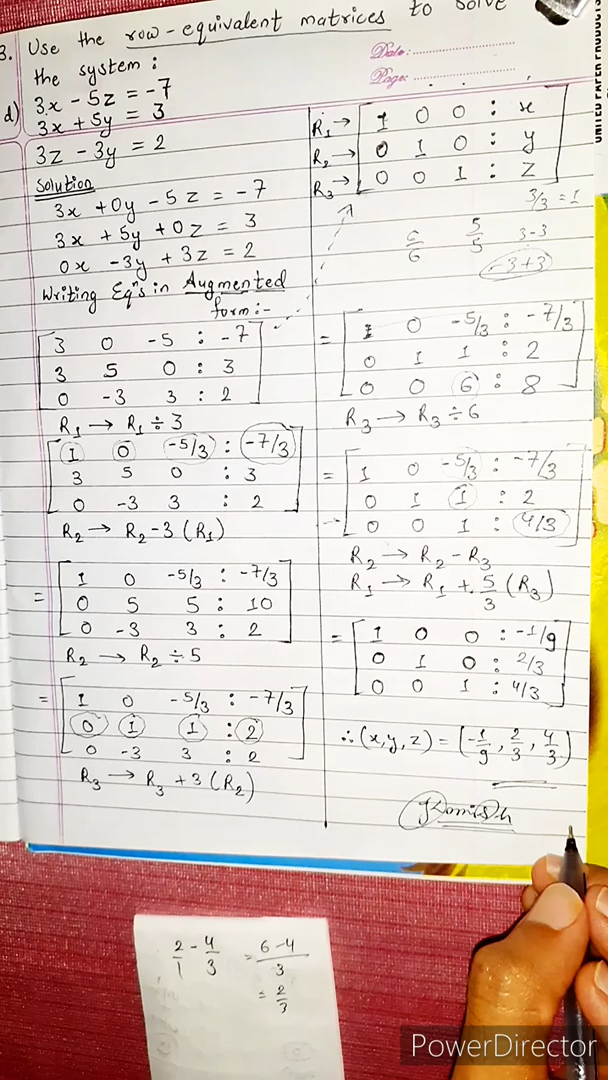 3. Use the row-equivalent matrices to solve
the system:
d) 3x - 5z = -7
3x + 5y = 3
3z - 3y = 2
Solution
3x + 0y - 5z = -7
3x + 5y + 0z = 3
0x - 3y + 3z = 2
Writing Eqⁿs in Augmented
form:-
3 0 -5 : -7
3 5 0 : 3
0 -3 3 : 2
R₁ → R₁ ÷ 3
1 0 -5/3 : -7/3
3 5 0 : 3
0 -3 3 : 2
R₂ → R₂ - 3 (R₁)
= 1 0 -5/3 : -7/3
0 5 5 : 10
0 -3 3 : 2
R₂ → R₂ ÷ 5
= 1 0 -5/3 : -7/3
0 1 1 : 2
0 -3 3 : 2
R₃ → R₃ + 3 (R₂)
Date:
Page:
R₁ → 1 0 0 : x
R₂ → 0 1 0 : y
R₃ → 0 0 1 : z
3/3 = 1
5/5 3-3
-3+3
= 1 0 -5/3 : -7/3
0 1 1 : 2
0 0 6 : 8
R₃ → R₃ ÷ 6
= 1 0 -5/3 : -7/3
0 1 1 : 2
0 0 1 : 4/3
R₂ → R₂ - R₃
R₁ → R₁ + 5/3 (R₃)
= 1 0 0 : -1/9
0 1 0 : 2/3
0 0 1 : 4/3
∴ (x, y, z) = (-1/9, 2/3, 4/3)
UNITED PAPER PRODUCTS
2/1 - 4/3 = 6-4/3
= 2/3
PowerDirector